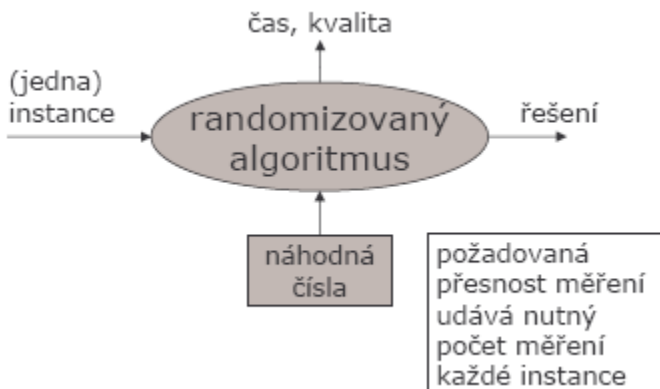 čas, kvalita
(jedna)
instance
randomizovaný
algoritmus
řešení
náhodná
čísla
požadovaná
přesnost měření
udává nutný
počet měření
každé instance